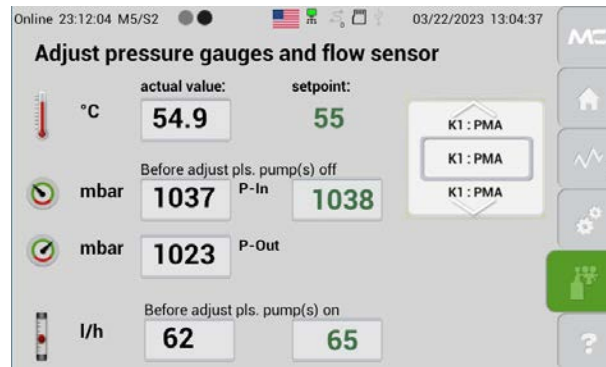 Online 23:12:04 M5/S2 03/22/2023 13:04:37
MC
Adjust pressure gauges and flow sensor
actual value: setpoint:
°C 54.9 55
K1 : PMA
K1 : PMA
K1 : PMA
Before adjust pls. pump(s) off
mbar 1037 P-In 1038
mbar 1023 P-Out
Before adjust pls. pump(s) on
l/h 62 65
?